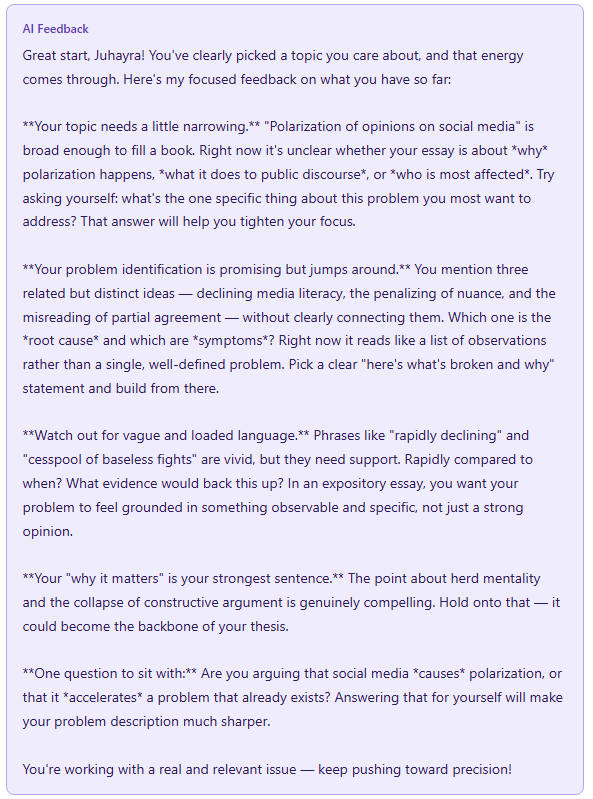 AI Feedback
Great start, Juhayra! You've clearly picked a topic you care about, and that energy
comes through. Here's my focused feedback on what you have so far:
**Your topic needs a little narrowing.** "Polarization of opinions on social media" is
broad enough to fill a book. Right now it's unclear whether your essay is about *why*
polarization happens, *what it does to public discourse*, or *who is most affected*. Try
asking yourself: what's the one specific thing about this problem you most want to
address? That answer will help you tighten your focus.
**Your problem identification is promising but jumps around.** You mention three
related but distinct ideas — declining media literacy, the penalizing of nuance, and the
misreading of partial agreement — without clearly connecting them. Which one is the
*root cause* and which are *symptoms*? Right now it reads like a list of observations
rather than a single, well-defined problem. Pick a clear "here's what's broken and why"
statement and build from there.
**Watch out for vague and loaded language.** Phrases like "rapidly declining" and
"cesspool of baseless fights" are vivid, but they need support. Rapidly compared to
when? What evidence would back this up? In an expository essay, you want your
problem to feel grounded in something observable and specific, not just a strong
opinion.
**Your "why it matters" is your strongest sentence.** The point about herd mentality
and the collapse of constructive argument is genuinely compelling. Hold onto that — it
could become the backbone of your thesis.
**One question to sit with:** Are you arguing that social media *causes* polarization, or
that it *accelerates* a problem that already exists? Answering that for yourself will make
your problem description much sharper.
You're working with a real and relevant issue — keep pushing toward precision!